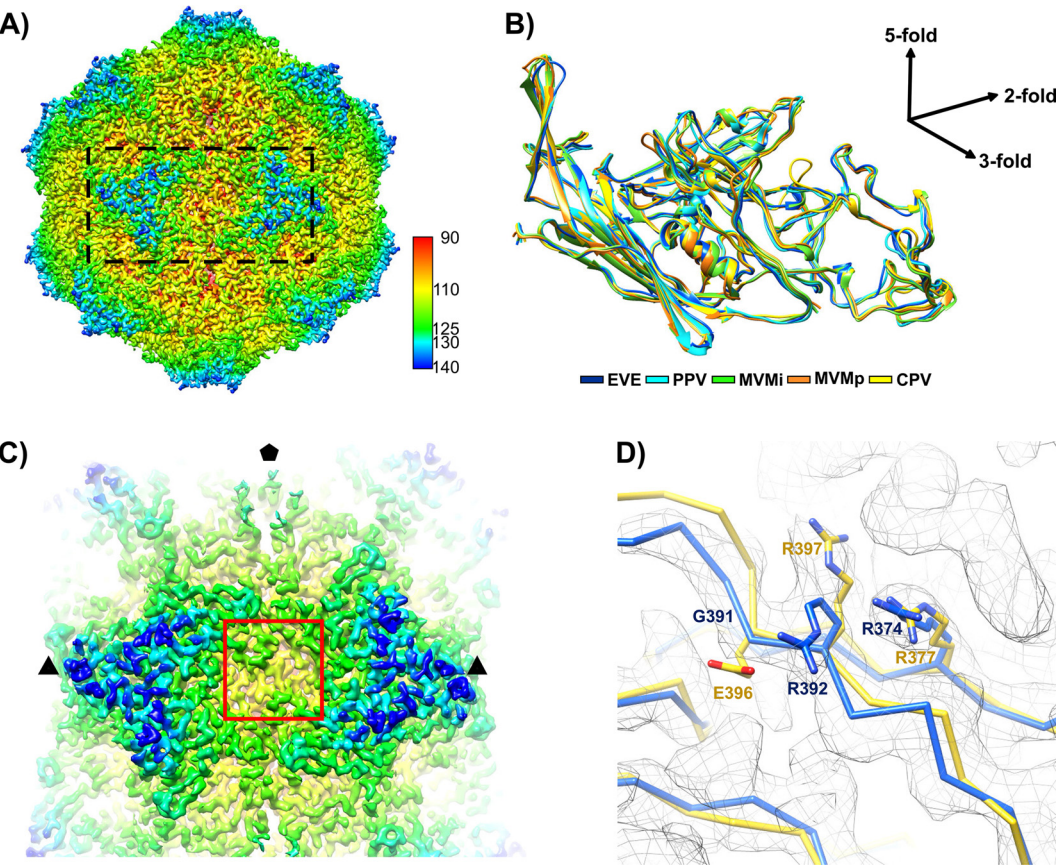 A)
90
110
125
130
140
B)
5-fold
2-fold
3-fold
EVE PPV MVMi MVMp CPV
C)
D)
R397
G391
R374
R377
E396
R392